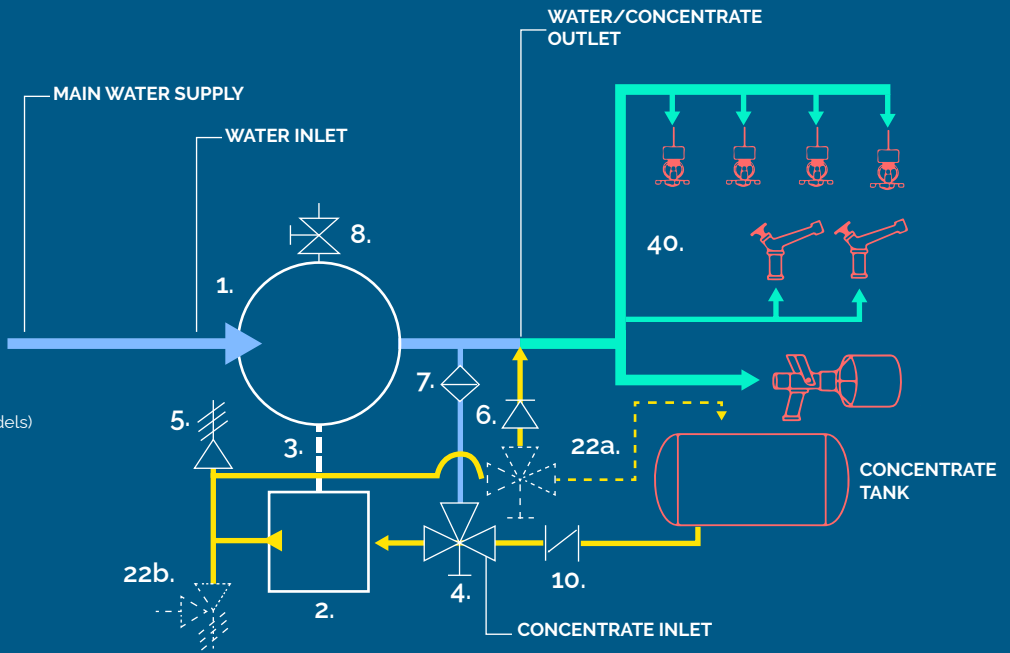 WATER/CONCENTRATE
OUTLET
MAIN WATER SUPPLY
WATER INLET
8.
40.
1.
7.
5.
6.
dels)
3.
22a.
CONCENTRATE
TANK
22b.
4.
10.
2.
CONCENTRATE INLET